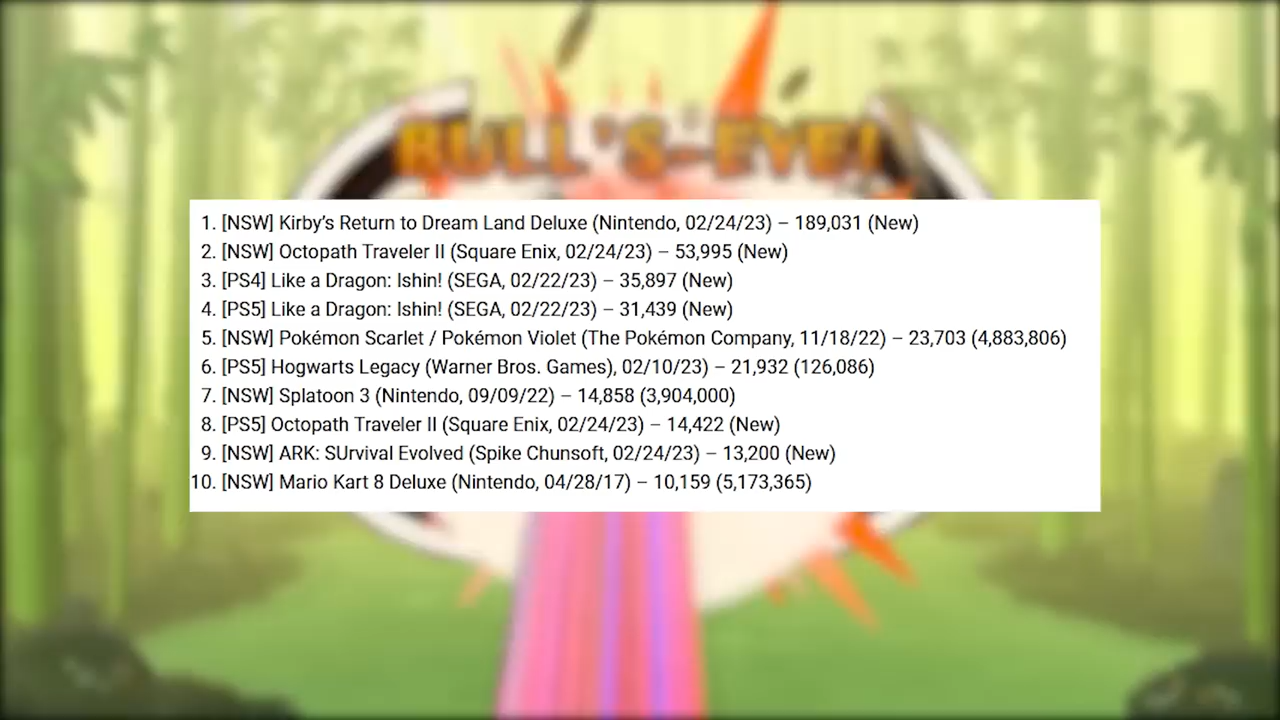 BULL'S-EYE!
1. [NSW] Kirby’s Return to Dream Land Deluxe (Nintendo, 02/24/23) – 189,031 (New)
2. [NSW] Octopath Traveler II (Square Enix, 02/24/23) – 53,995 (New)
3. [PS4] Like a Dragon: Ishin! (SEGA, 02/22/23) – 35,897 (New)
4. [PS5] Like a Dragon: Ishin! (SEGA, 02/22/23) – 31,439 (New)
5. [NSW] Pokémon Scarlet / Pokémon Violet (The Pokémon Company, 11/18/22) – 23,703 (4,883,806)
6. [PS5] Hogwarts Legacy (Warner Bros. Games), 02/10/23) – 21,932 (126,086)
7. [NSW] Splatoon 3 (Nintendo, 09/09/22) – 14,858 (3,904,000)
8. [PS5] Octopath Traveler II (Square Enix, 02/24/23) – 14,422 (New)
9. [NSW] ARK: SUrvival Evolved (Spike Chunsoft, 02/24/23) – 13,200 (New)
10. [NSW] Mario Kart 8 Deluxe (Nintendo, 04/28/17) – 10,159 (5,173,365)